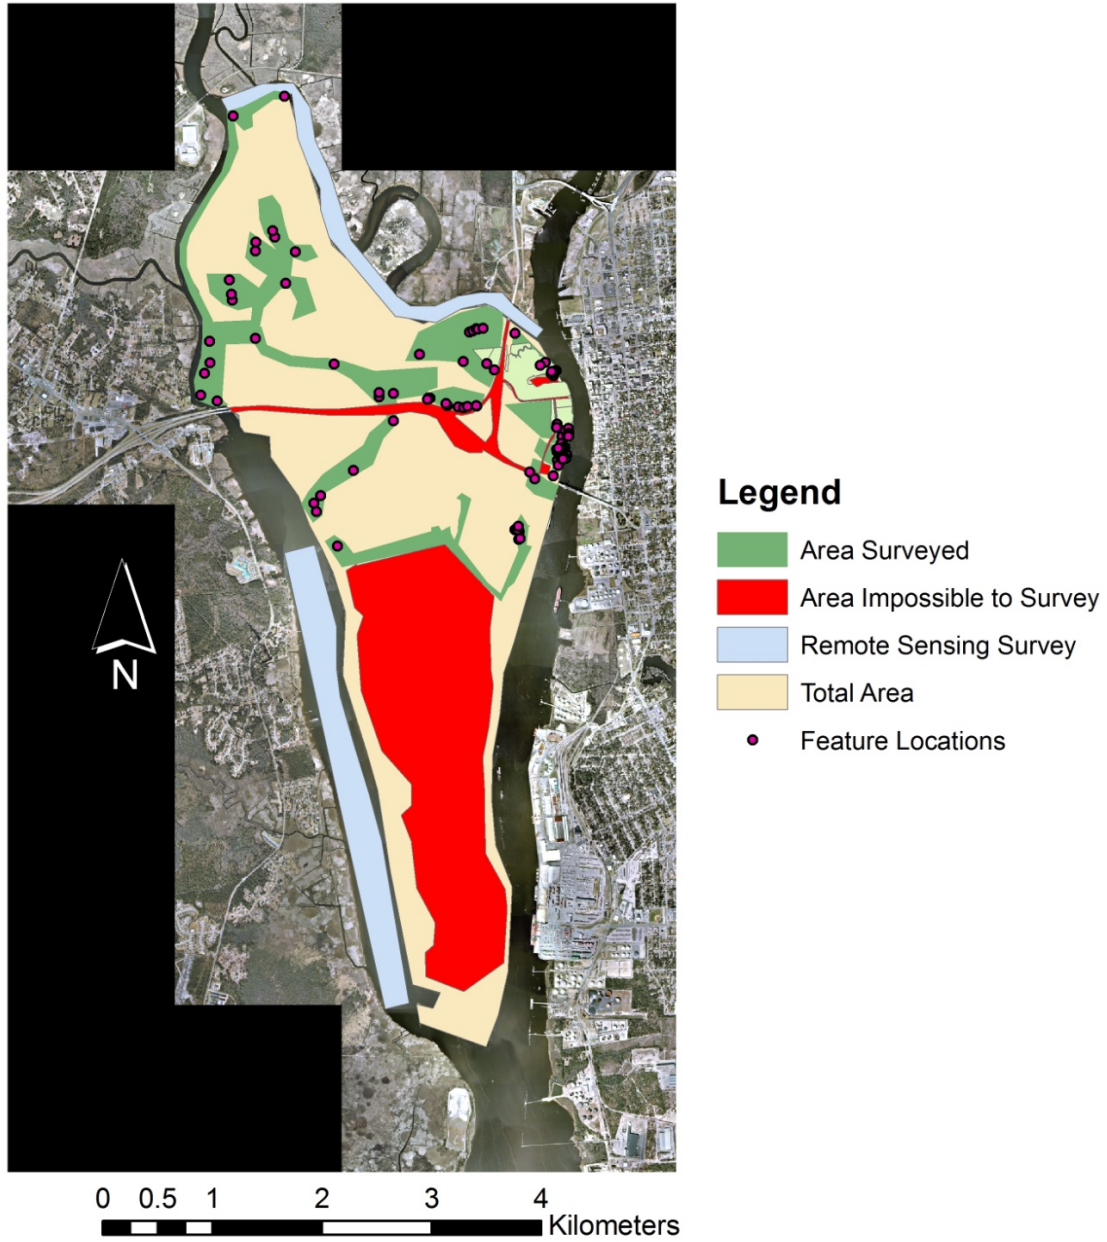 N
Legend
Area Surveyed
Area Impossible to Survey
Remote Sensing Survey
Total Area
Feature Locations
0 0.5 1 2 3 4
Kilometers